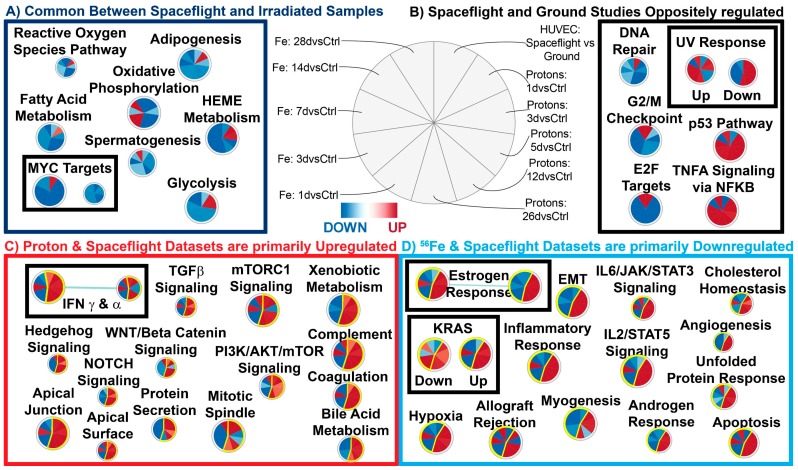 A) Common Between Spaceflight and Irradiated Samples
Reactive Oxygen
Species Pathway
Adipogenesis
Oxidative
Phosphorylation
Fatty Acid
Metabolism
HEME
Metabolism
Spermatogenesis
MYC Targets
Glycolysis
Fe: 28dvsCtrl
Fe: 14dvsCtrl
Fe: 7dvsCtrl
Fe: 3dvsCtrl
Fe: 1dvsCtrl
HUVEC:
Spaceflight vs
Ground
Protons:
1dvsCtrl
Protons:
3dvsCtrl
Protons:
5dvsCtrl
Protons:
12dvsCtrl
Protons:
26dvsCtrl
DOWN UP
B) Spaceflight and Ground Studies Oppositely regulated
DNA
Repair
UV Response
Up Down
G2/M
Checkpoint
p53 Pathway
E2F
Targets
TNFA Signaling
via NFKB
C) Proton & Spaceflight Datasets are primarily Upregulated
IFN γ & α
TGFβ
Signaling
mTORC1
Signaling
Xenobiotic
Metabolism
Hedgehog
Signaling
WNT/Beta Catenin
Signaling
Complement
NOTCH
Signaling
PI3K/AKT/mTOR
Signaling
Coagulation
Apical
Junction
Apical
Surface
Protein
Secretion
Mitotic
Spindle
Bile Acid
Metabolism
D) ⁵⁶Fe & Spaceflight Datasets are primarily Downregulated
Estrogen
Response
EMT
IL6/JAK/STAT3
Signaling
Cholesterol
Homeostasis
KRAS
Down Up
Inflammatory
Response
IL2/STAT5
Signaling
Angiogenesis
Unfolded
Protein Response
Hypoxia
Allograft
Rejection
Myogenesis
Androgen
Response
Apoptosis